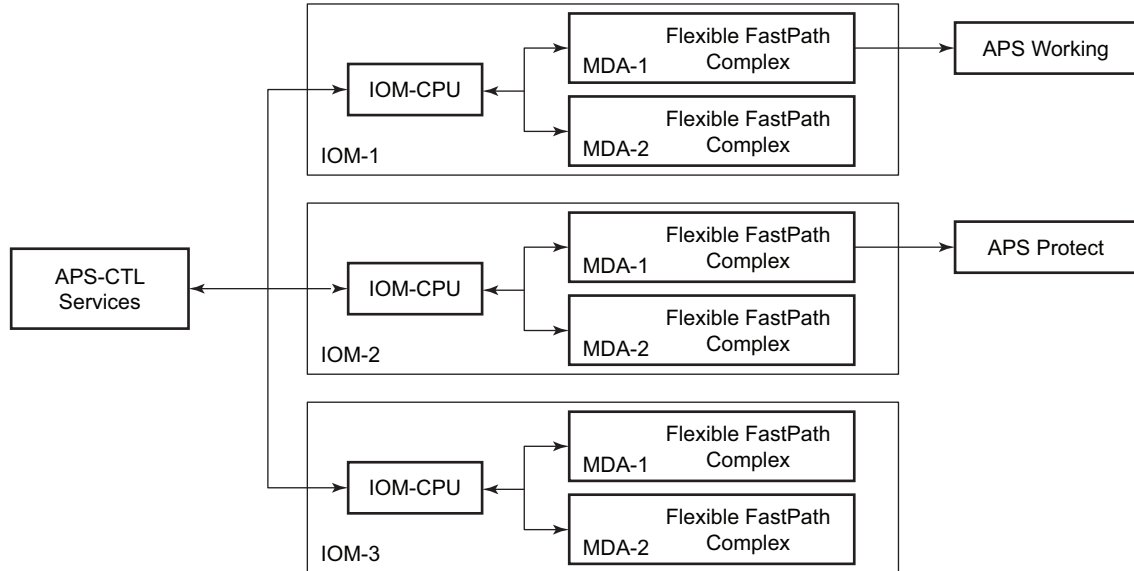 Flexible FastPath
Complex
MDA-1
APS Working
IOM-CPU
Flexible FastPath
Complex
MDA-2
IOM-1
Flexible FastPath
Complex
MDA-1
APS Protect
APS-CTL
Services
IOM-CPU
Flexible FastPath
Complex
MDA-2
IOM-2
Flexible FastPath
Complex
MDA-1
IOM-CPU
Flexible FastPath
Complex
MDA-2
IOM-3